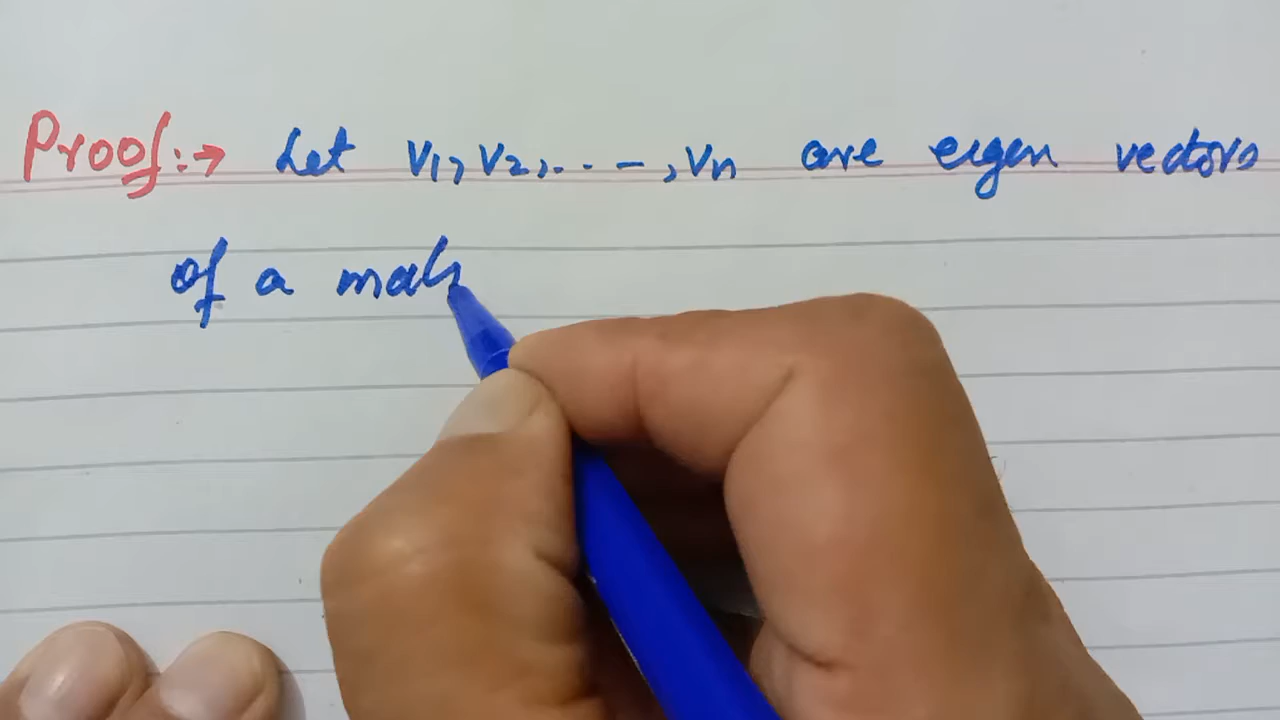 Proof:→ Let v1, v2, ..--, vn are eigen vectors
of a mat